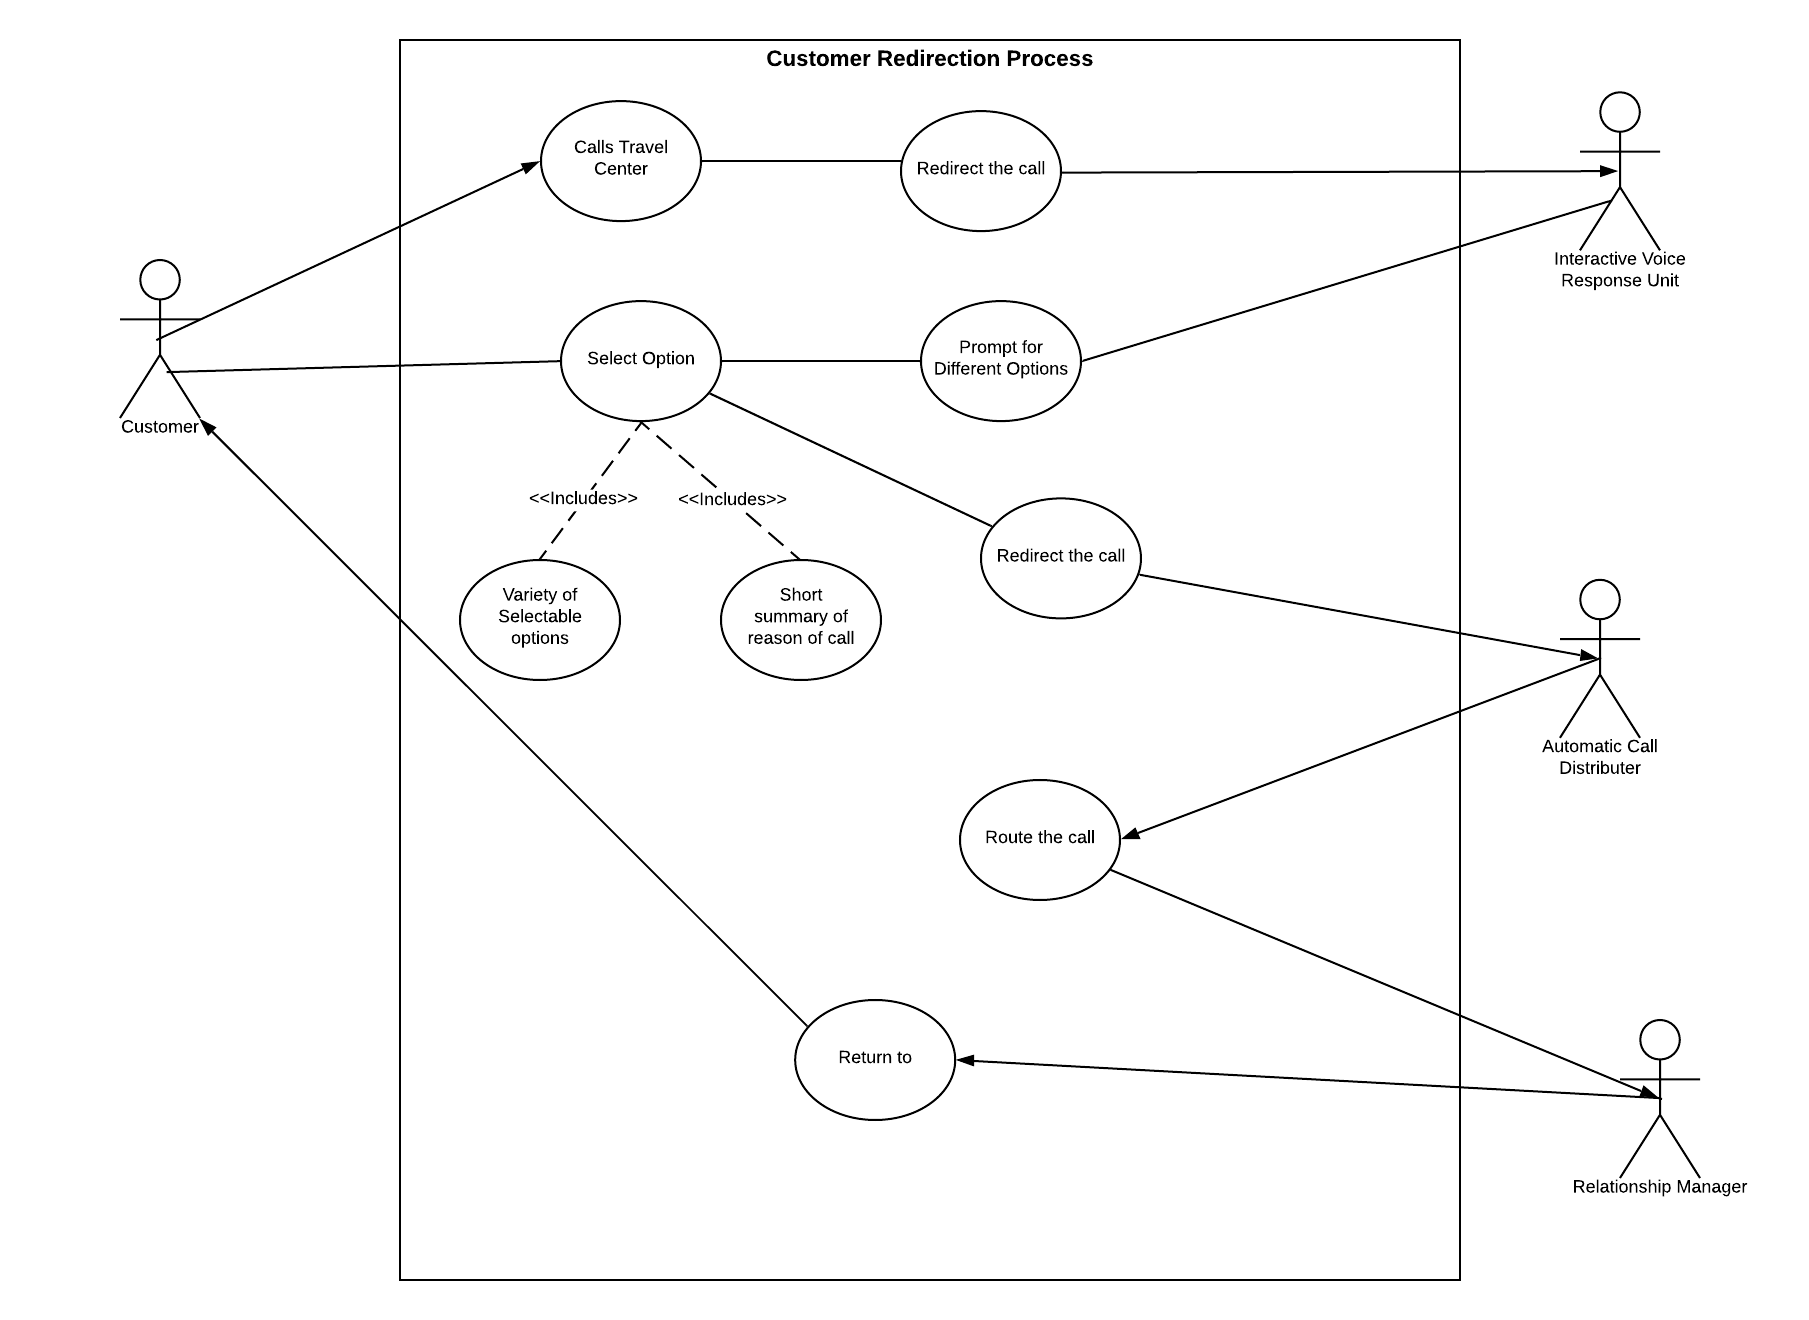 Customer Redirection Process
Calls Travel
Center
Redirect the call
Interactive Voice
Response Unit
Customer
Select Option
Prompt for
Different Options
<<Includes>>
<<Includes>>
Variety of
Selectable
options
Short
summary of
reason of call
Redirect the call
Automatic Call
Distributer
Route the call
Return to
Relationship Manager